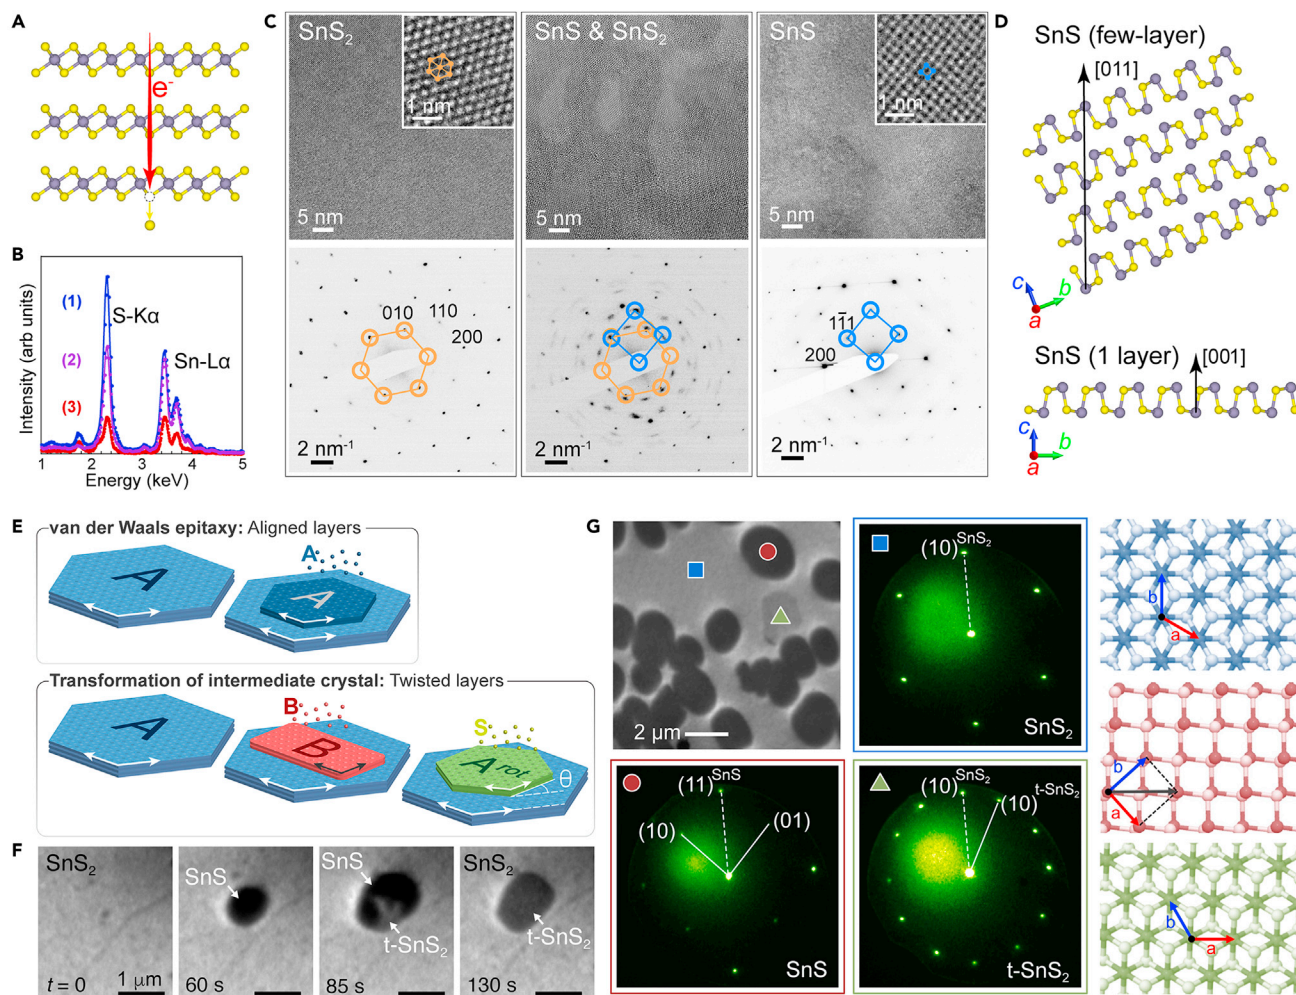 A
e⁻
B
Intensity (arb units)
(1)
(2)
(3)
S-Kα
Sn-Lα
1 2 3 4 5
Energy (keV)
C
SnS₂
1 nm
5 nm
SnS & SnS₂
5 nm
SnS
1 nm
5 nm
010
110
200
2 nm⁻¹
2 nm⁻¹
11̄1
200
2 nm⁻¹
D
SnS (few-layer)
[011]
c
b
a
SnS (1 layer)
[001]
c
b
a
E
van der Waals epitaxy: Aligned layers
A
A
A
Transformation of intermediate crystal: Twisted layers
A
B
B
S
A rot
θ
F
SnS₂
t = 0
1 μm
SnS
60 s
SnS
t-SnS₂
85 s
t-SnS₂
130 s
G
2 μm
(10)SnS₂
SnS₂
b
a
(11)SnS
(10)
(01)
SnS
(10)SnS₂
(10)t-SnS₂
t-SnS₂
b
a
b
a